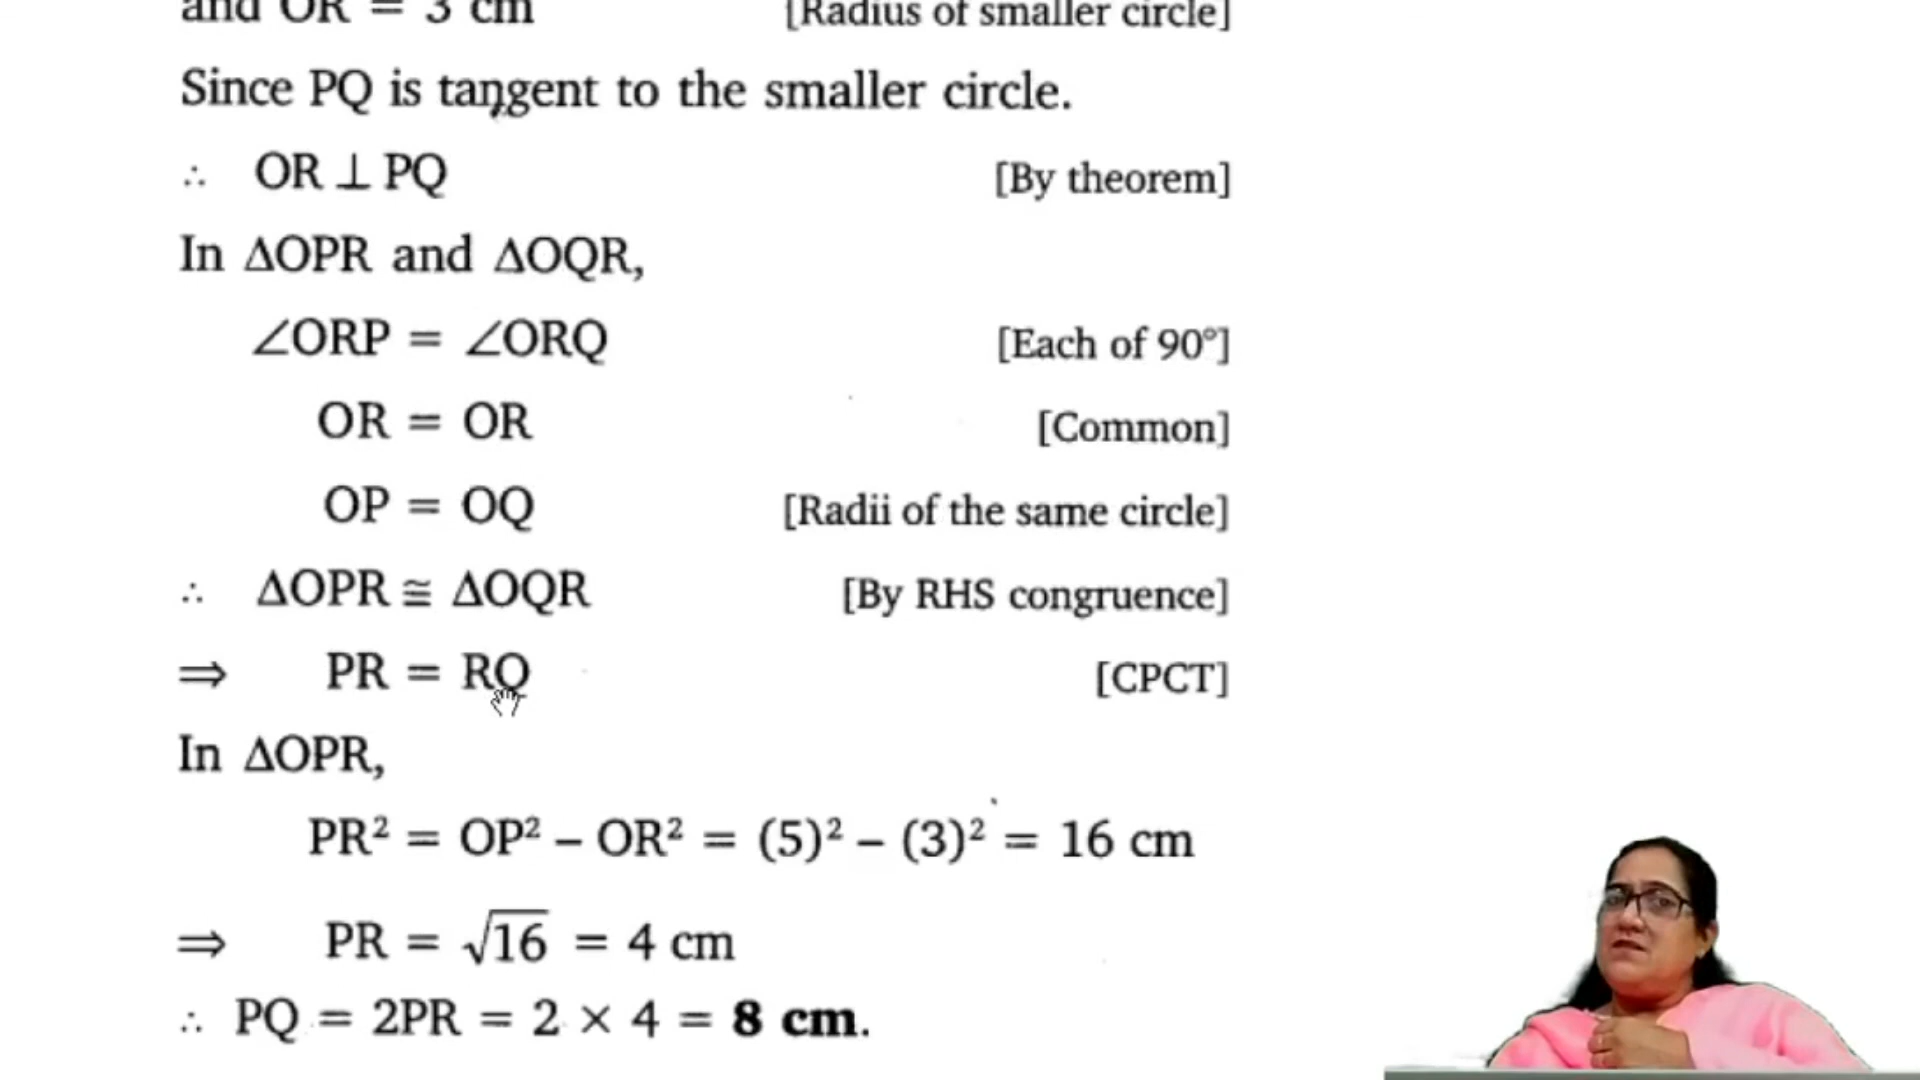 and OR = 3 cm [Radius of smaller circle]
Since PQ is tangent to the smaller circle.
∴ OR ⊥ PQ [By theorem]
In ΔOPR and ΔOQR,
∠ORP = ∠ORQ [Each of 90°]
OR = OR [Common]
OP = OQ [Radii of the same circle]
∴ ΔOPR ≅ ΔOQR [By RHS congruence]
⇒ PR = RQ [CPCT]
In ΔOPR,
PR² = OP² – OR² = (5)² – (3)² = 16 cm
⇒ PR = √16 = 4 cm
∴ PQ = 2PR = 2 × 4 = 8 cm.